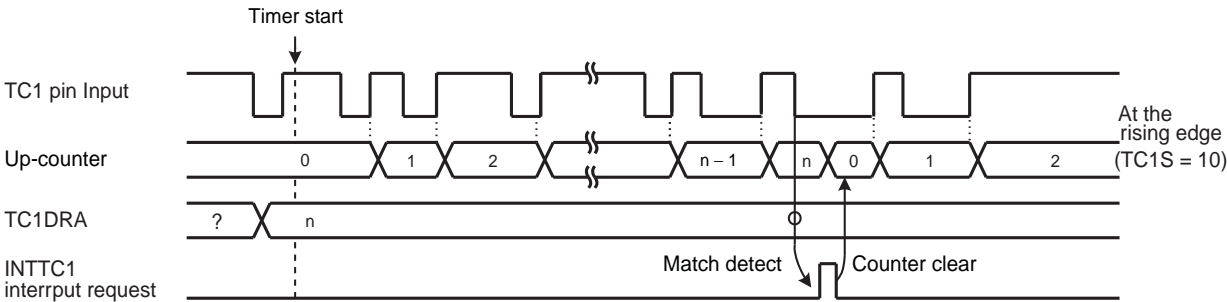 Timer start
TC1 pin Input
At the
rising edge
(TC1S = 10)
Up-counter
0 1 2 n – 1 n 0 1 2
TC1DRA
? n
Match detect Counter clear
INTTC1
interrput request